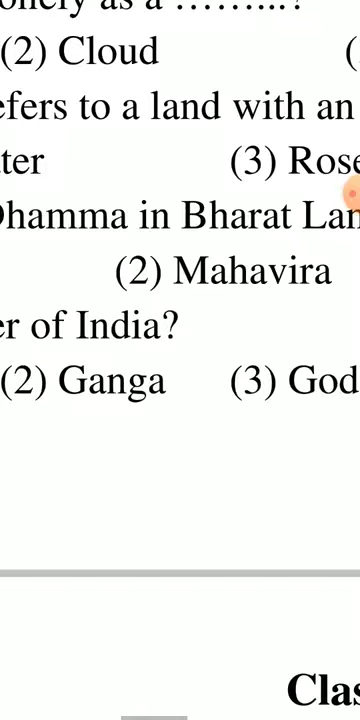 (2) Cloud (
efers to a land with an
ter (3) Rose
Dhamma in Bharat Lan
(2) Mahavira
er of India?
(2) Ganga (3) God
Clas